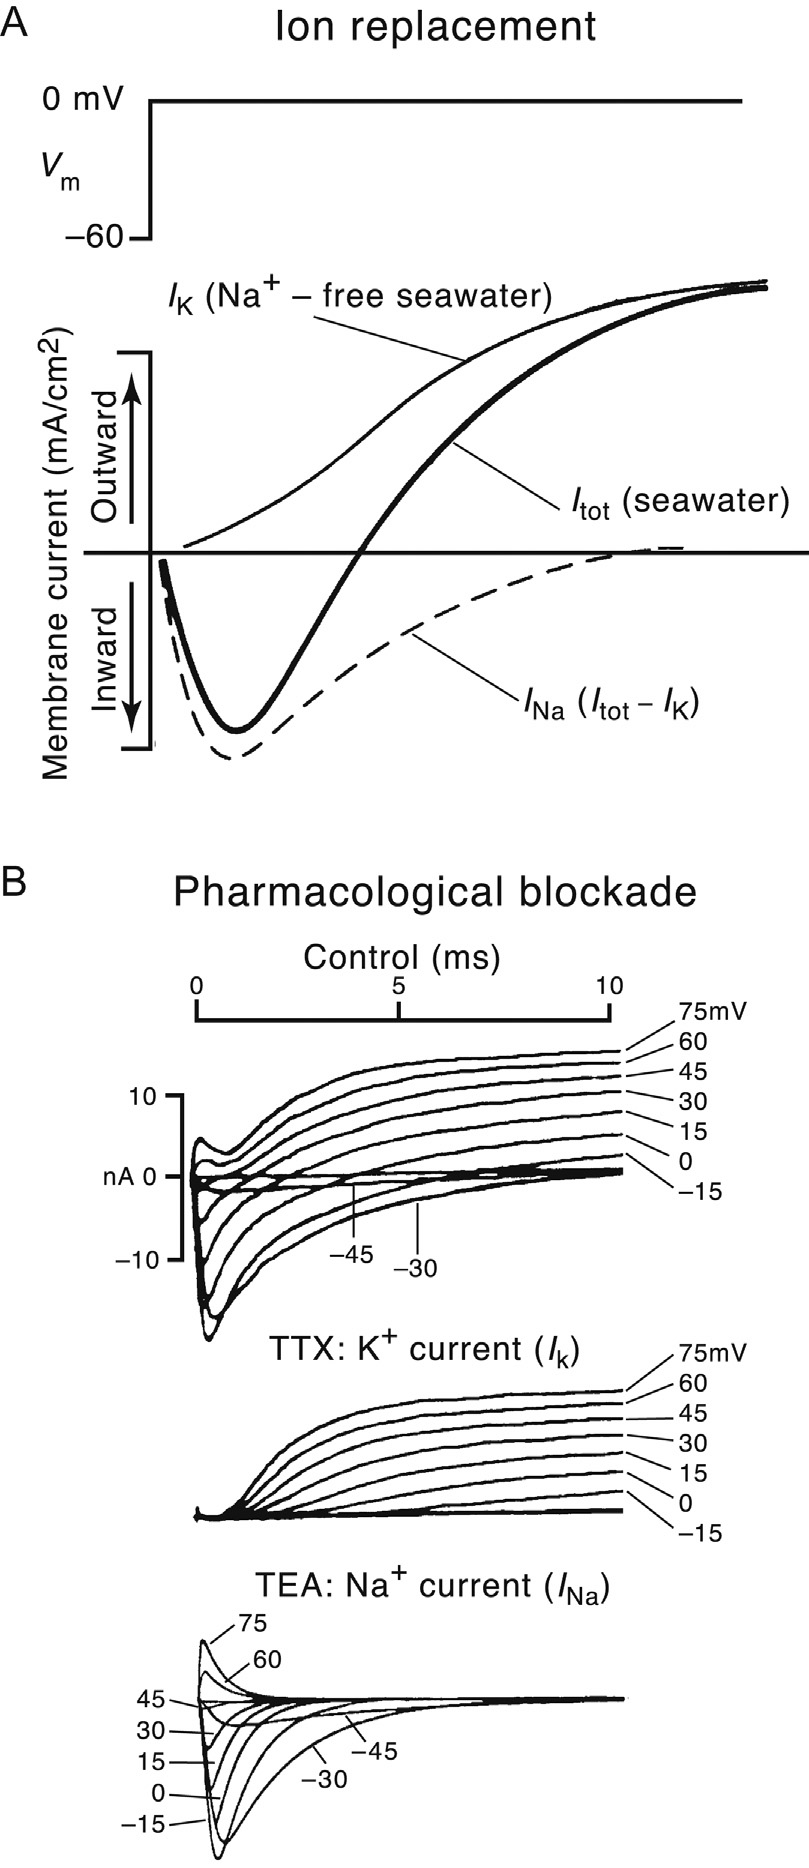 A
Ion replacement
0 mV
Vm
–60
IK (Na+ – free seawater)
Membrane current (mA/cm2)
Outward
Inward
Itot (seawater)
INa (Itot – IK)
B
Pharmacological blockade
Control (ms)
0 5 10
75mV
60
45
30
15
0
–15
10
nA 0
–10
–45
–30
TTX: K+ current (Ik)
75mV
60
45
30
15
0
–15
TEA: Na+ current (INa)
75
60
45
30
15
0
–15
–45
–30